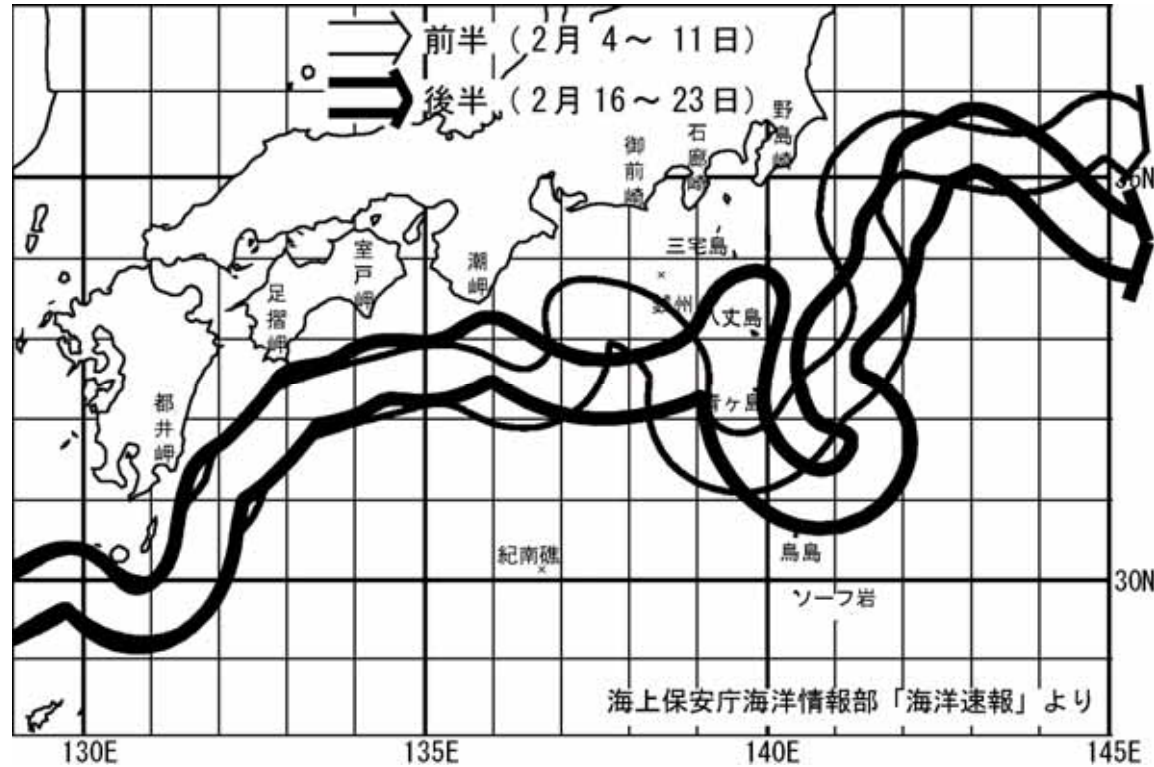 前半（2月 4～ 11日）
後半（2月 16～23日）
野島崎
石廊崎
御前崎
室戸岬
潮岬
足摺岬
都井岬
三宅島
八丈島
青ヶ島
35N
紀南礁
鳥島
ソーフ岩
30N
海上保安庁海洋情報部「海洋速報」より
130E
135E
140E
145E